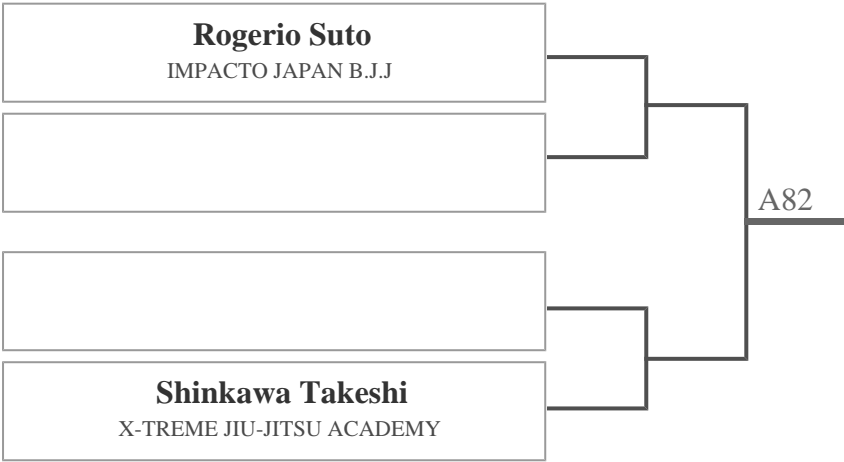 Rogerio Suto
IMPACTO JAPAN B.J.J
A82
Shinkawa Takeshi
X-TREME JIU-JITSU ACADEMY